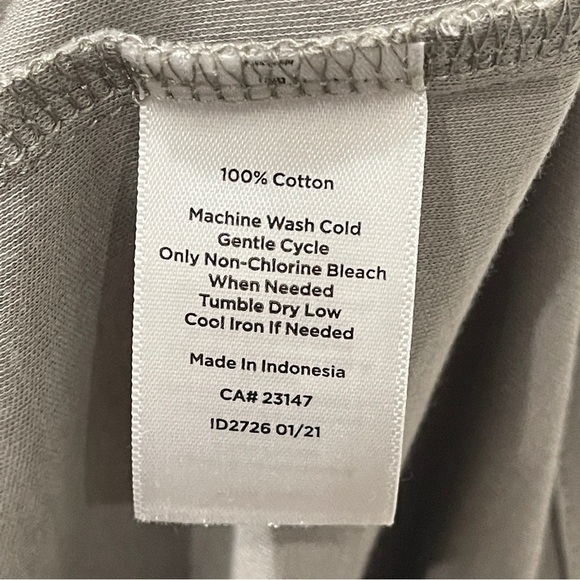 100% Cotton
Machine Wash Cold
Gentle Cycle
Only Non-Chlorine Bleach
When Needed
Tumble Dry Low
Cool Iron If Needed
Made In Indonesia
CA# 23147
ID2726 01/21